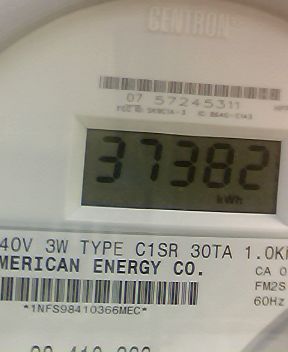 CENTRON
07 57245311
37382
kWh
40V 3W TYPE C1SR 30TA 1.0K
MERICAN ENERGY CO.
CA 0
FM2S
60Hz
*1NFS98410366MEC*